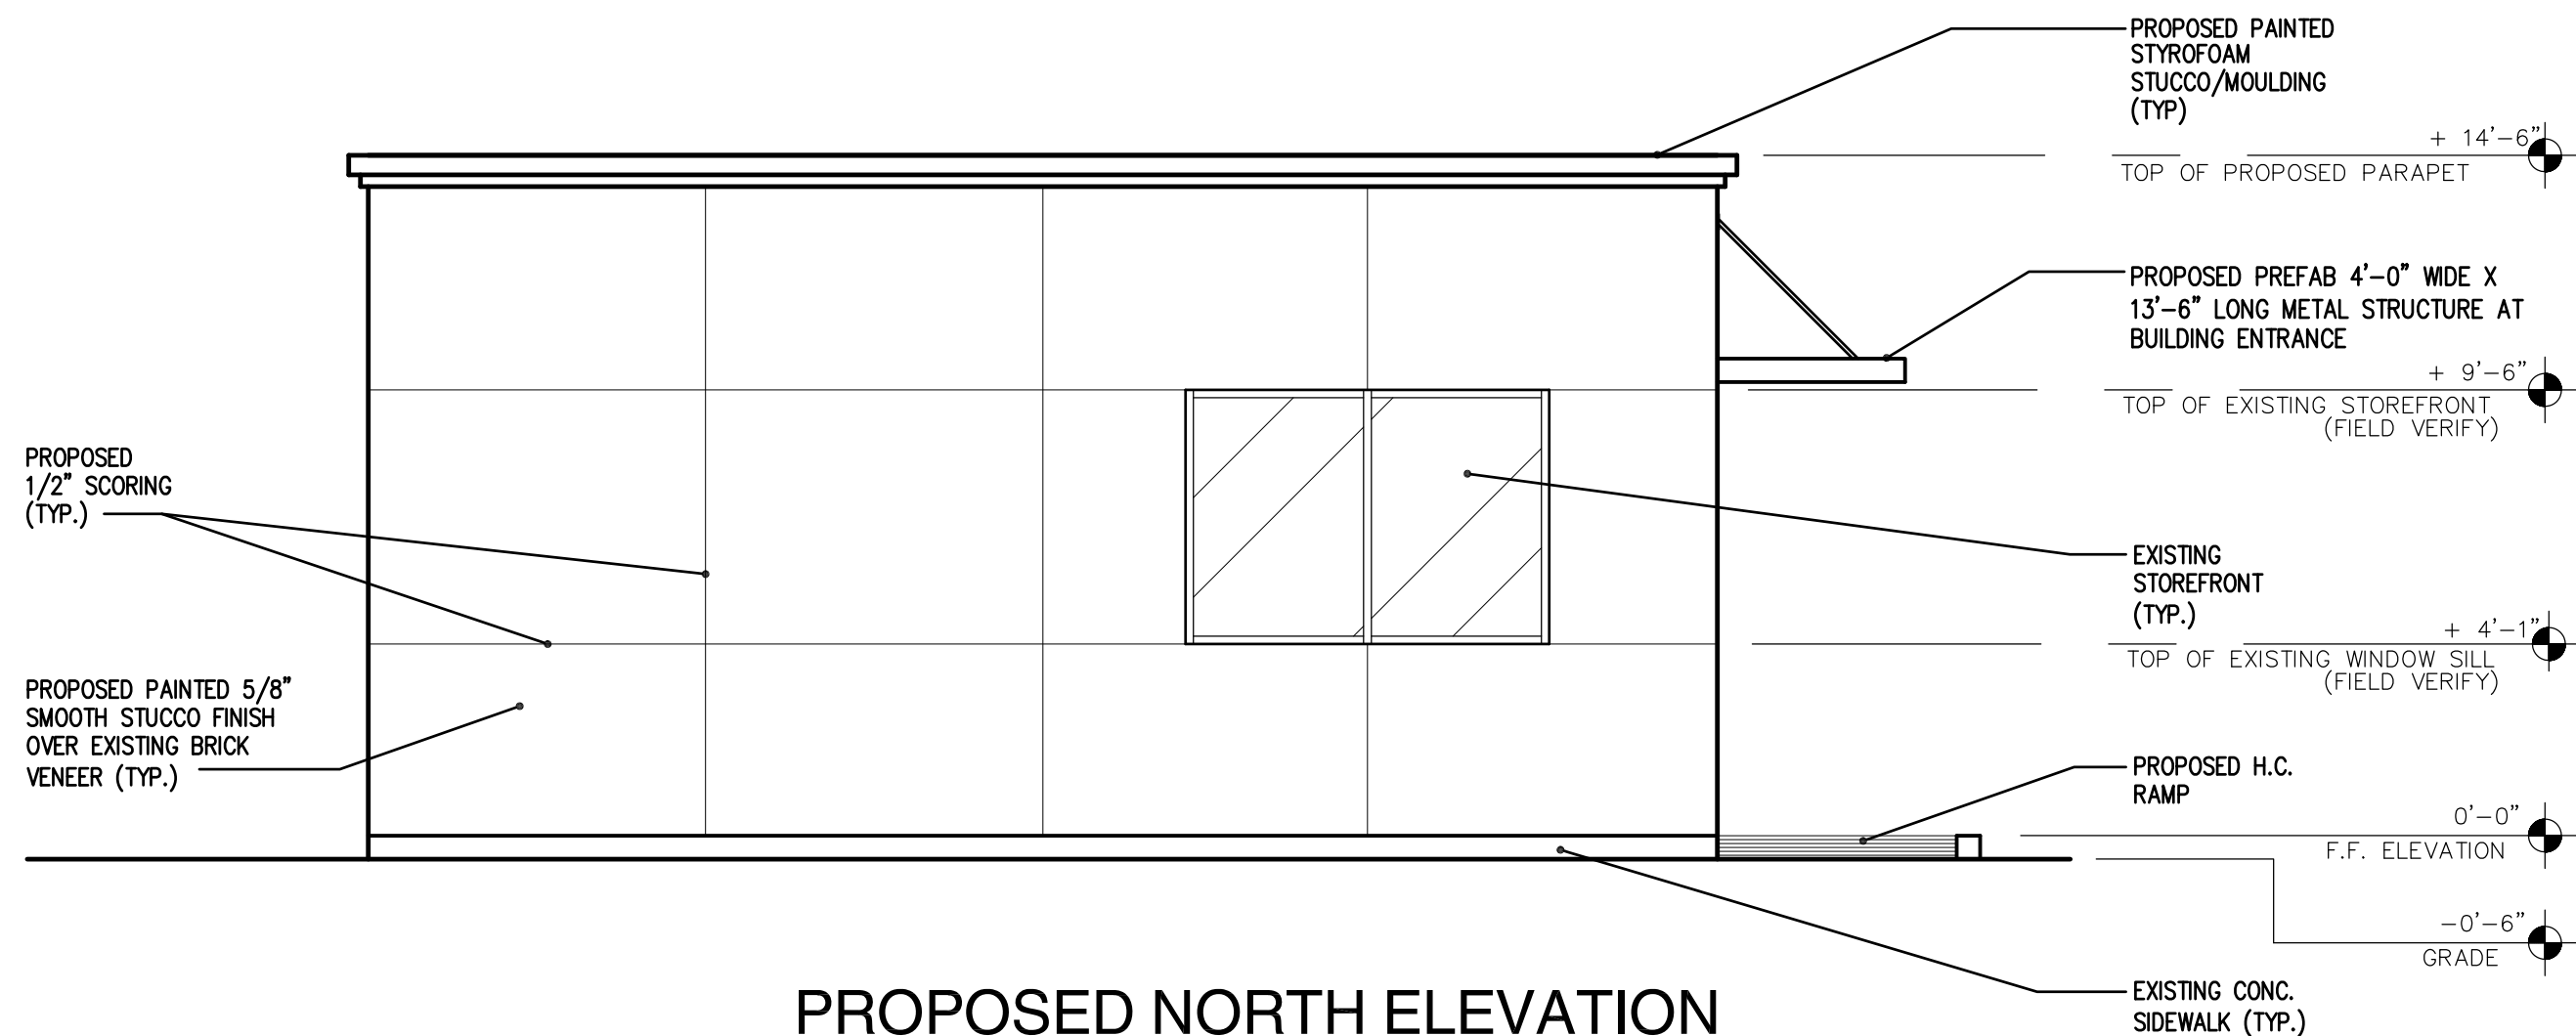 PROPOSED PAINTED
STYROFOAM
STUCCO/MOULDING
(TYP)
+ 14'-6"
TOP OF PROPOSED PARAPET
PROPOSED PREFAB 4'-0" WIDE X
13'-6" LONG METAL STRUCTURE AT
BUILDING ENTRANCE
+ 9'-6"
TOP OF EXISTING STOREFRONT
(FIELD VERIFY)
PROPOSED
1/2" SCORING
(TYP.)
EXISTING
STOREFRONT
(TYP.)
+ 4'-1"
TOP OF EXISTING WINDOW SILL
(FIELD VERIFY)
PROPOSED PAINTED 5/8"
SMOOTH STUCCO FINISH
OVER EXISTING BRICK
VENEER (TYP.)
PROPOSED H.C.
RAMP
0'-0"
F.F. ELEVATION
-0'-6"
GRADE
EXISTING CONC.
SIDEWALK (TYP.)
PROPOSED NORTH ELEVATION